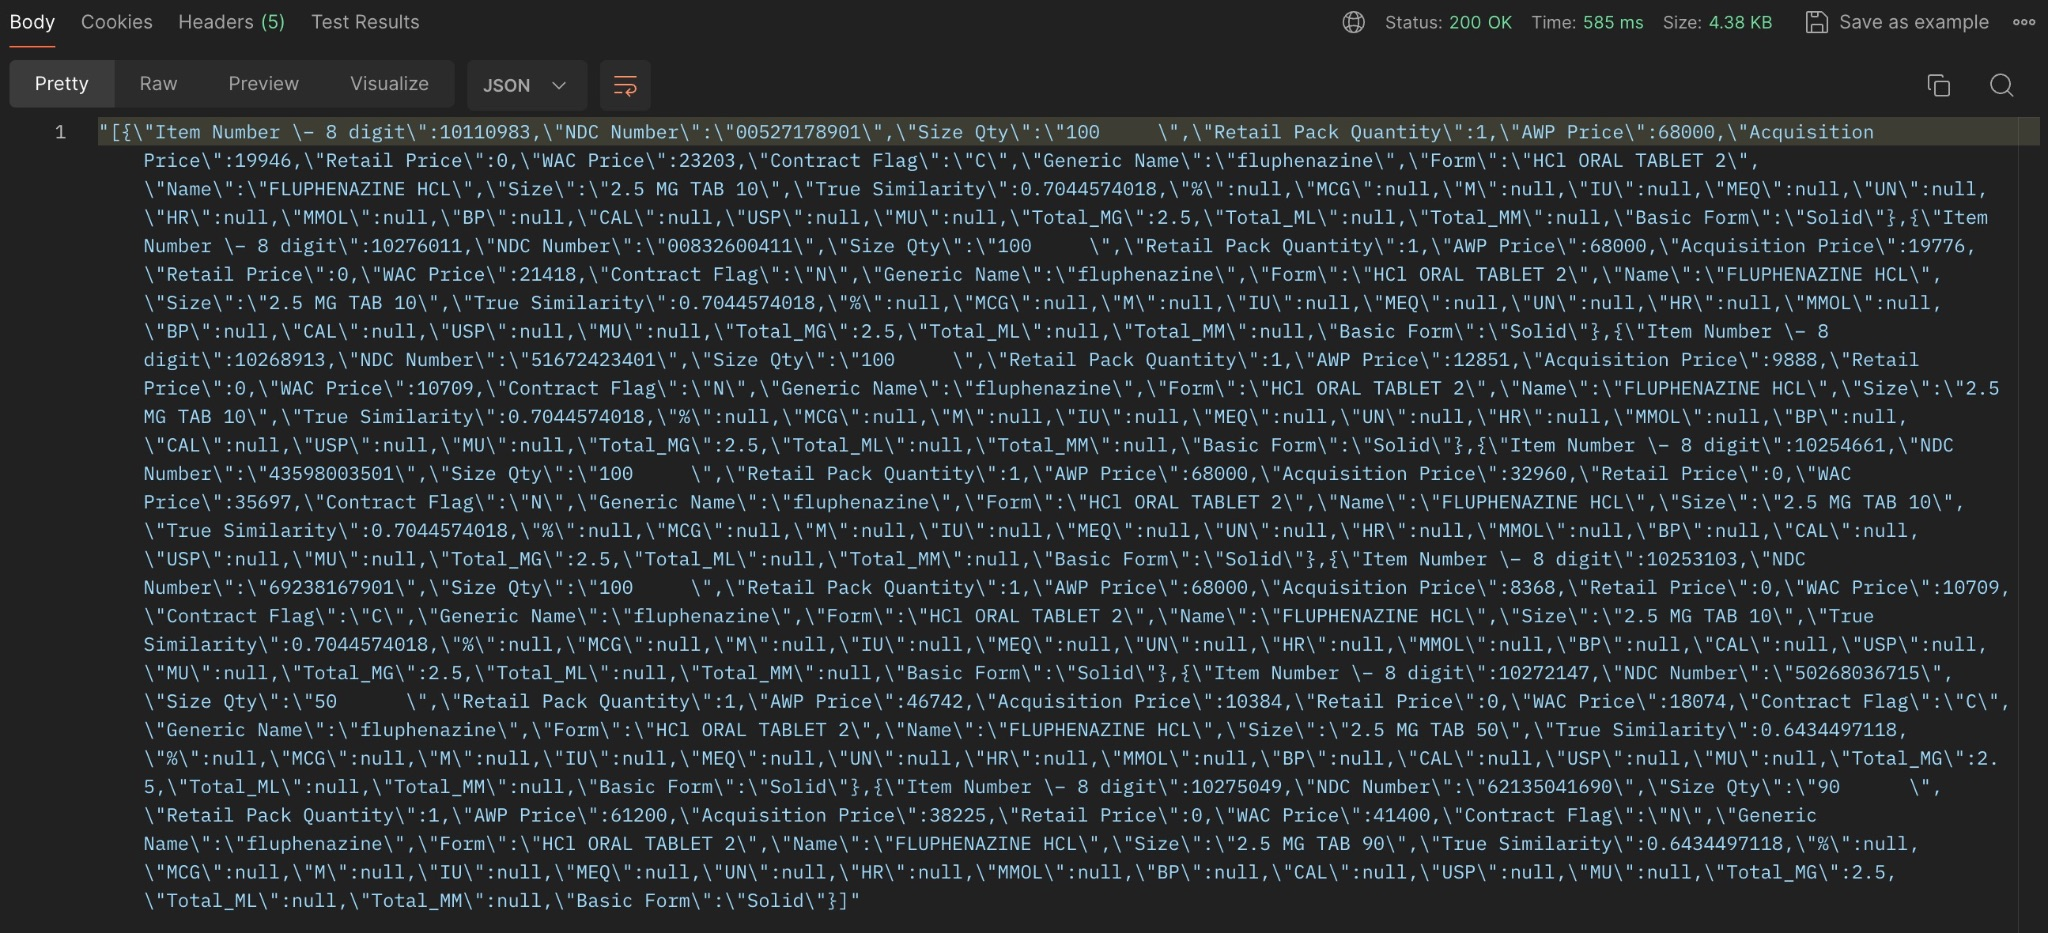 Body Cookies Headers (5) Test Results Status: 200 OK Time: 585 ms Size: 4.38 KB Save as example
Pretty Raw Preview Visualize JSON
1 "[{\"Item Number \- 8 digit\":10110983,\"NDC Number\":\"00527178901\",\"Size Qty\":\"100     \",\"Retail Pack Quantity\":1,\"AWP Price\":68000,\"Acquisition
Price\":19946,\"Retail Price\":0,\"WAC Price\":23203,\"Contract Flag\":\"C\",\"Generic Name\":\"fluphenazine\",\"Form\":\"HCl ORAL TABLET 2\",
\"Name\":\"FLUPHENAZINE HCL\",\"Size\":\"2.5 MG TAB 10\",\"True Similarity\":0.7044574018,\"%\":null,\"MCG\":null,\"M\":null,\"IU\":null,\"MEQ\":null,\"UN\":null,
\"HR\":null,\"MMOL\":null,\"BP\":null,\"CAL\":null,\"USP\":null,\"MU\":null,\"Total_MG\":2.5,\"Total_ML\":null,\"Total_MM\":null,\"Basic Form\":\"Solid\"},{\"Item
Number \- 8 digit\":10276011,\"NDC Number\":\"00832600411\",\"Size Qty\":\"100     \",\"Retail Pack Quantity\":1,\"AWP Price\":68000,\"Acquisition Price\":19776,
\"Retail Price\":0,\"WAC Price\":21418,\"Contract Flag\":\"N\",\"Generic Name\":\"fluphenazine\",\"Form\":\"HCl ORAL TABLET 2\",\"Name\":\"FLUPHENAZINE HCL\",
\"Size\":\"2.5 MG TAB 10\",\"True Similarity\":0.7044574018,\"%\":null,\"MCG\":null,\"M\":null,\"IU\":null,\"MEQ\":null,\"UN\":null,\"HR\":null,\"MMOL\":null,
\"BP\":null,\"CAL\":null,\"USP\":null,\"MU\":null,\"Total_MG\":2.5,\"Total_ML\":null,\"Total_MM\":null,\"Basic Form\":\"Solid\"},{\"Item Number \- 8
digit\":10268913,\"NDC Number\":\"51672423401\",\"Size Qty\":\"100     \",\"Retail Pack Quantity\":1,\"AWP Price\":12851,\"Acquisition Price\":9888,\"Retail
Price\":0,\"WAC Price\":10709,\"Contract Flag\":\"N\",\"Generic Name\":\"fluphenazine\",\"Form\":\"HCl ORAL TABLET 2\",\"Name\":\"FLUPHENAZINE HCL\",\"Size\":\"2.5
MG TAB 10\",\"True Similarity\":0.7044574018,\"%\":null,\"MCG\":null,\"M\":null,\"IU\":null,\"MEQ\":null,\"UN\":null,\"HR\":null,\"MMOL\":null,\"BP\":null,
\"CAL\":null,\"USP\":null,\"MU\":null,\"Total_MG\":2.5,\"Total_ML\":null,\"Total_MM\":null,\"Basic Form\":\"Solid\"},{\"Item Number \- 8 digit\":10254661,\"NDC
Number\":\"43598003501\",\"Size Qty\":\"100     \",\"Retail Pack Quantity\":1,\"AWP Price\":68000,\"Acquisition Price\":32960,\"Retail Price\":0,\"WAC
Price\":35697,\"Contract Flag\":\"N\",\"Generic Name\":\"fluphenazine\",\"Form\":\"HCl ORAL TABLET 2\",\"Name\":\"FLUPHENAZINE HCL\",\"Size\":\"2.5 MG TAB 10\",
\"True Similarity\":0.7044574018,\"%\":null,\"MCG\":null,\"M\":null,\"IU\":null,\"MEQ\":null,\"UN\":null,\"HR\":null,\"MMOL\":null,\"BP\":null,\"CAL\":null,
\"USP\":null,\"MU\":null,\"Total_MG\":2.5,\"Total_ML\":null,\"Total_MM\":null,\"Basic Form\":\"Solid\"},{\"Item Number \- 8 digit\":10253103,\"NDC
Number\":\"69238167901\",\"Size Qty\":\"100     \",\"Retail Pack Quantity\":1,\"AWP Price\":68000,\"Acquisition Price\":8368,\"Retail Price\":0,\"WAC Price\":10709,
\"Contract Flag\":\"C\",\"Generic Name\":\"fluphenazine\",\"Form\":\"HCl ORAL TABLET 2\",\"Name\":\"FLUPHENAZINE HCL\",\"Size\":\"2.5 MG TAB 10\",\"True
Similarity\":0.7044574018,\"%\":null,\"MCG\":null,\"M\":null,\"IU\":null,\"MEQ\":null,\"UN\":null,\"HR\":null,\"MMOL\":null,\"BP\":null,\"CAL\":null,\"USP\":null,
\"MU\":null,\"Total_MG\":2.5,\"Total_ML\":null,\"Total_MM\":null,\"Basic Form\":\"Solid\"},{\"Item Number \- 8 digit\":10272147,\"NDC Number\":\"50268036715\",
\"Size Qty\":\"50      \",\"Retail Pack Quantity\":1,\"AWP Price\":46742,\"Acquisition Price\":10384,\"Retail Price\":0,\"WAC Price\":18074,\"Contract Flag\":\"C\",
\"Generic Name\":\"fluphenazine\",\"Form\":\"HCl ORAL TABLET 2\",\"Name\":\"FLUPHENAZINE HCL\",\"Size\":\"2.5 MG TAB 50\",\"True Similarity\":0.6434497118,
\"%\":null,\"MCG\":null,\"M\":null,\"IU\":null,\"MEQ\":null,\"UN\":null,\"HR\":null,\"MMOL\":null,\"BP\":null,\"CAL\":null,\"USP\":null,\"MU\":null,\"Total_MG\":2.
5,\"Total_ML\":null,\"Total_MM\":null,\"Basic Form\":\"Solid\"},{\"Item Number \- 8 digit\":10275049,\"NDC Number\":\"62135041690\",\"Size Qty\":\"90      \",
\"Retail Pack Quantity\":1,\"AWP Price\":61200,\"Acquisition Price\":38225,\"Retail Price\":0,\"WAC Price\":41400,\"Contract Flag\":\"N\",\"Generic
Name\":\"fluphenazine\",\"Form\":\"HCl ORAL TABLET 2\",\"Name\":\"FLUPHENAZINE HCL\",\"Size\":\"2.5 MG TAB 90\",\"True Similarity\":0.6434497118,\"%\":null,
\"MCG\":null,\"M\":null,\"IU\":null,\"MEQ\":null,\"UN\":null,\"HR\":null,\"MMOL\":null,\"BP\":null,\"CAL\":null,\"USP\":null,\"MU\":null,\"Total_MG\":2.5,
\"Total_ML\":null,\"Total_MM\":null,\"Basic Form\":\"Solid\"}]"